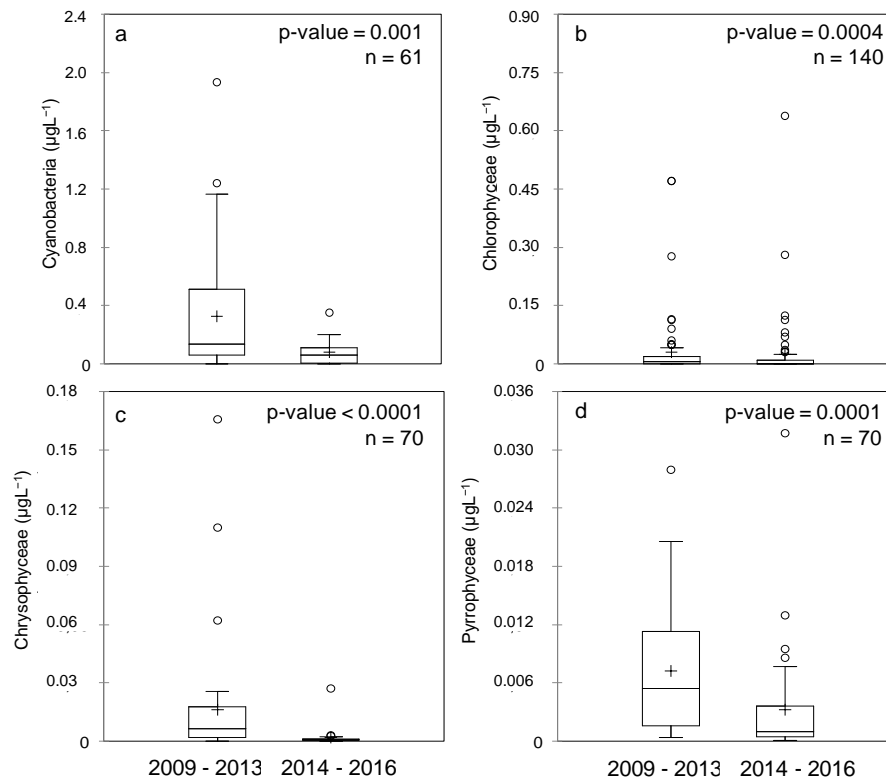 a
p-value = 0.001
n = 61
2.4
2.0
1.6
1.2
0.8
0.4
0
Cyanobacteria (µgL⁻¹)
b
p-value = 0.0004
n = 140
0.90
0.75
0.60
0.45
0.30
0.15
0
Chlorophyceae (µgL⁻¹)
c
p-value < 0.0001
n = 70
0.18
0.15
0.12
0.09
0.06
0.03
0
Chrysophyceae (µgL⁻¹)
2009 - 2013
2014 - 2016
d
p-value = 0.0001
n = 70
0.036
0.030
0.024
0.018
0.012
0.006
0
Pyrrophyceae (µgL⁻¹)
2009 - 2013
2014 - 2016